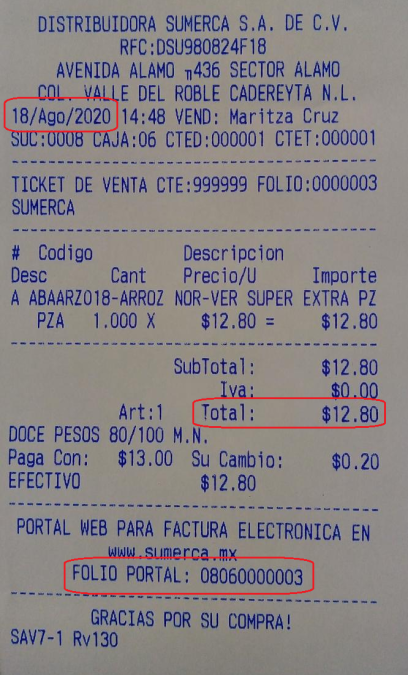 DISTRIBUIDORA SUMERCA S.A. DE C.V.
RFC:DSU980824F18
AVENIDA ALAMO π436 SECTOR ALAMO
COL. VALLE DEL ROBLE CADEREYTA N.L.
18/Ago/2020 14:48 VEND: Maritza Cruz
SUC:0008 CAJA:06 CTED:000001 CTET:000001
TICKET DE VENTA CTE:999999 FOLIO:0000003
SUMERCA
# Codigo Descripcion
Desc Cant Precio/U Importe
A ABAARZ018-ARROZ NOR-VER SUPER EXTRA PZ
PZA 1.000 X $12.80 = $12.80
SubTotal: $12.80
Iva: $0.00
Art:1 Total: $12.80
DOCE PESOS 80/100 M.N.
Paga Con: $13.00 Su Cambio: $0.20
EFECTIVO $12.80
PORTAL WEB PARA FACTURA ELECTRONICA EN
www.sumerca.mx
FOLIO PORTAL: 08060000003
GRACIAS POR SU COMPRA!
SAV7-1 Rv130